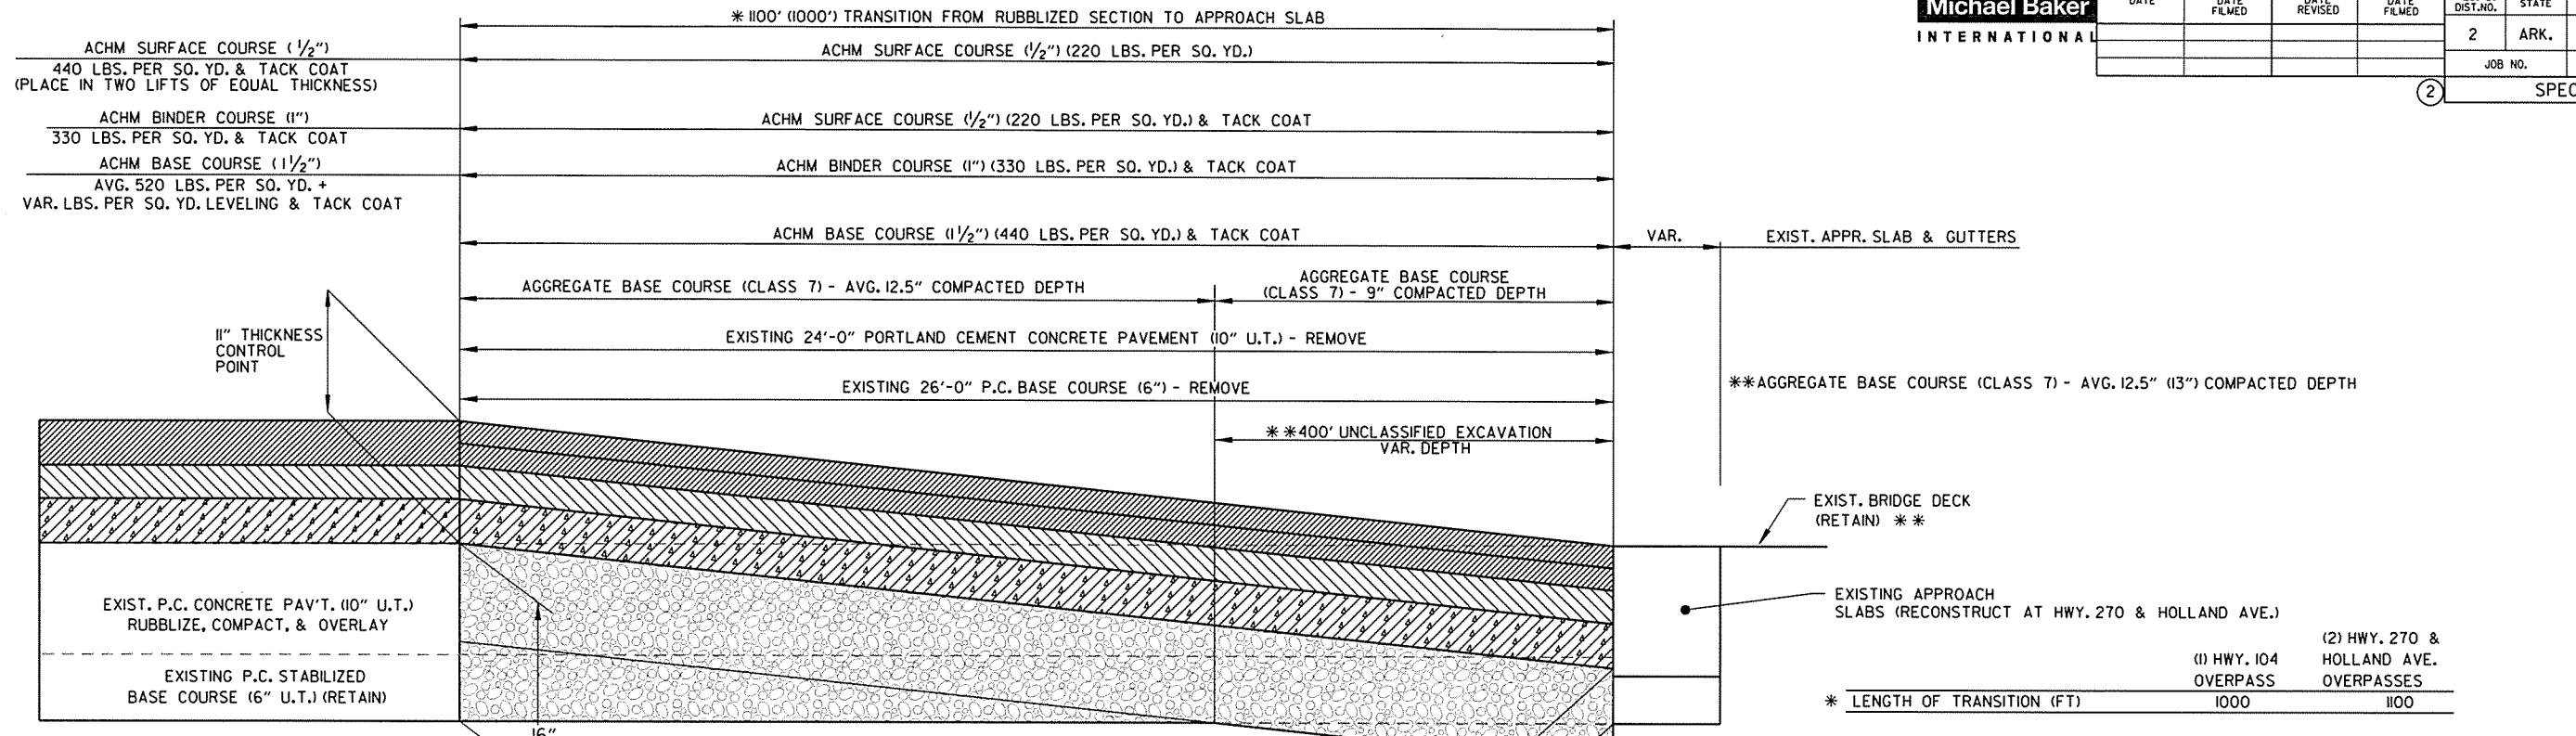 Michael Baker
INTERNATIONAL
DATE
DATE FILMED
DATE REVISED
DATE FILMED
DIST.NO.
STATE
2
ARK.
JOB NO.
2
SPEC
* 1100' (1000') TRANSITION FROM RUBBLIZED SECTION TO APPROACH SLAB
ACHM SURFACE COURSE (1/2")
440 LBS. PER SQ. YD. & TACK COAT
(PLACE IN TWO LIFTS OF EQUAL THICKNESS)
ACHM SURFACE COURSE (1/2") (220 LBS. PER SQ. YD.)
ACHM BINDER COURSE (1")
330 LBS. PER SQ. YD. & TACK COAT
ACHM SURFACE COURSE (1/2") (220 LBS. PER SQ. YD.) & TACK COAT
ACHM BASE COURSE (1 1/2")
AVG. 520 LBS. PER SQ. YD. +
VAR. LBS. PER SQ. YD. LEVELING & TACK COAT
ACHM BINDER COURSE (1") (330 LBS. PER SQ. YD.) & TACK COAT
ACHM BASE COURSE (1 1/2") (440 LBS. PER SQ. YD.) & TACK COAT
VAR.
EXIST. APPR. SLAB & GUTTERS
AGGREGATE BASE COURSE (CLASS 7) - AVG. 12.5" COMPACTED DEPTH
AGGREGATE BASE COURSE
(CLASS 7) - 9" COMPACTED DEPTH
11" THICKNESS
CONTROL
POINT
EXISTING 24'-0" PORTLAND CEMENT CONCRETE PAVEMENT (10" U.T.) - REMOVE
EXISTING 26'-0" P.C. BASE COURSE (6") - REMOVE
**AGGREGATE BASE COURSE (CLASS 7) - AVG. 12.5" (13") COMPACTED DEPTH
**400' UNCLASSIFIED EXCAVATION
VAR. DEPTH
EXIST. BRIDGE DECK
(RETAIN) **
EXISTING APPROACH
SLABS (RECONSTRUCT AT HWY. 270 & HOLLAND AVE.)
EXIST. P.C. CONCRETE PAV'T. (10" U.T.)
RUBBLIZE, COMPACT, & OVERLAY
EXISTING P.C. STABILIZED
BASE COURSE (6" U.T.) (RETAIN)
16"
(1) HWY. 104
OVERPASS
(2) HWY. 270 &
HOLLAND AVE.
OVERPASSES
* LENGTH OF TRANSITION (FT) 1000 1100